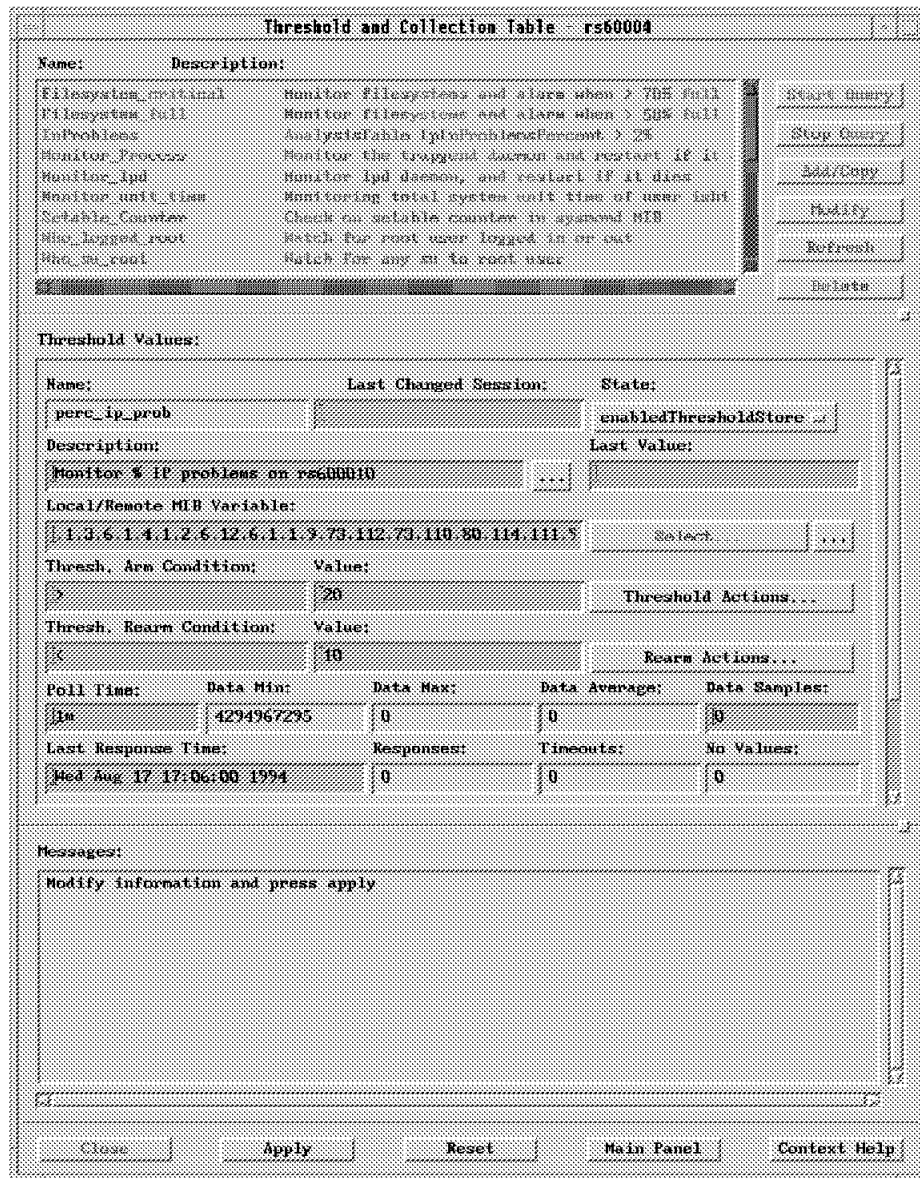 Threshold and Collection Table - rs60004
Name: Description:
Filesystem_critical Monitor filesystems and alarm when > 70% full
Filesystem_full Monitor filesystems and alarm when > 50% full
InProblems AnalysisTable IpInProblemsPercent > 2%
Monitor_Process Monitor the trapgend daemon and restart if it
Monitor_lpd Monitor lpd daemon, and restart if it dies
Monitor_unit_time Monitoring total system unit time of user
Setable_Counter Check on setable counter in sysmond MIB
Who_logged_root Watch for root user logged in or out
Who_su_root Watch for any su to root user
Start Query
Stop Query
Add/Copy
Modify
Refresh
Delete
Threshold Values:
Name: Last Changed Session: State:
perc_ip_prob enabledThresholdStore
Description: Last Value:
Monitor % IP problems on rs600010 ...
Local/Remote MIB Variable:
.1.3.6.1.4.1.2.6.12.6.1.1.9.73.112.73.110.80.114.111.9 Select... ...
Thresh. Arm Condition: Value:
> 20 Threshold Actions...
Thresh. Rearm Condition: Value:
< 10 Rearm Actions...
Poll Time: Data Min: Data Max: Data Average: Data Samples:
1m 4294967295 0 0 0
Last Response Time: Responses: Timeouts: No Values:
Wed Aug 17 17:06:00 1994 0 0 0
Messages:
Modify information and press apply
Close Apply Reset Main Panel Context Help